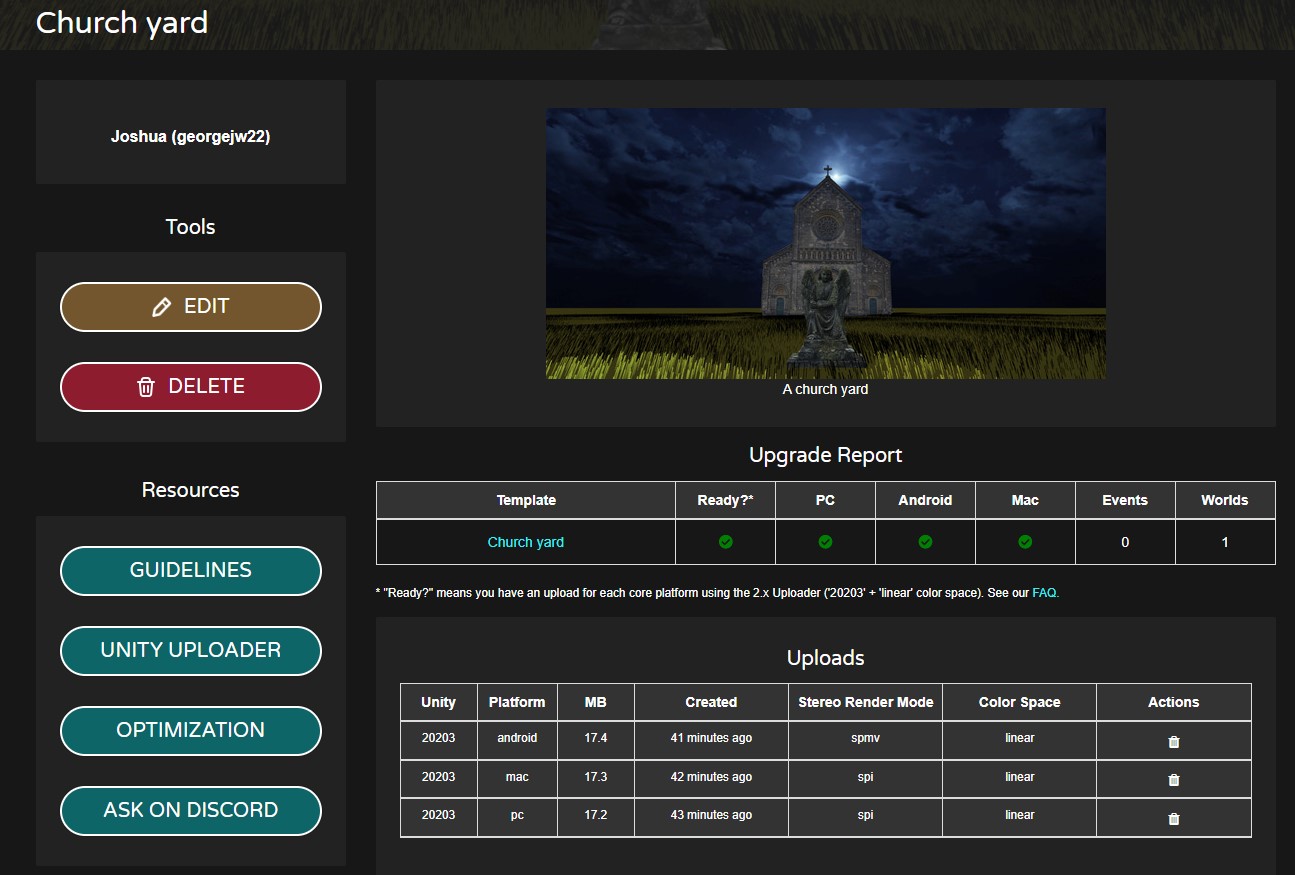 Church yard
Joshua (georgejw22)
Tools
EDIT
DELETE
Resources
GUIDELINES
UNITY UPLOADER
OPTIMIZATION
ASK ON DISCORD
A church yard
Upgrade Report
Template Ready?* PC Android Mac Events Worlds
Church yard 0 1
* "Ready?" means you have an upload for each core platform using the 2.x Uploader ('20203' + 'linear' color space). See our FAQ.
Uploads
Unity Platform MB Created Stereo Render Mode Color Space Actions
20203 android 17.4 41 minutes ago spmv linear
20203 mac 17.3 42 minutes ago spi linear
20203 pc 17.2 43 minutes ago spi linear